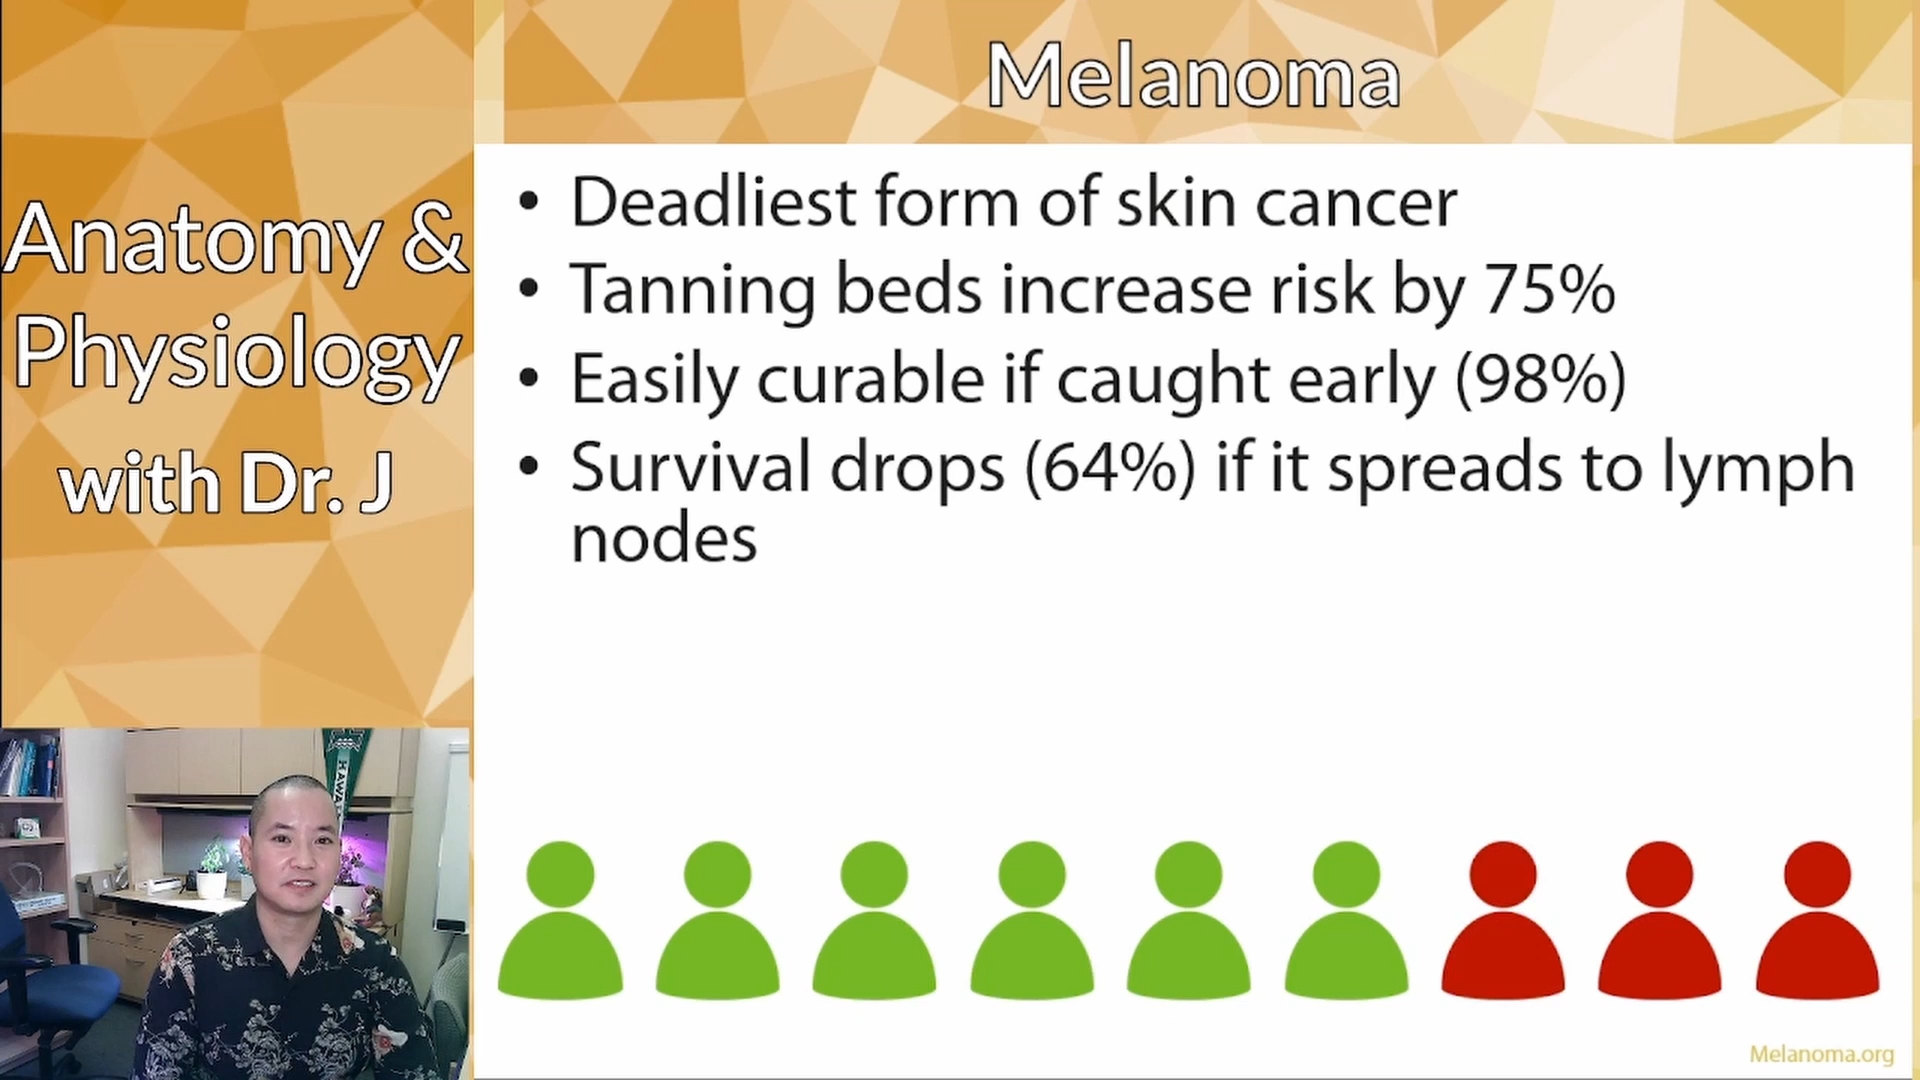 Melanoma
Anatomy &
Physiology
with Dr. J
• Deadliest form of skin cancer
• Tanning beds increase risk by 75%
• Easily curable if caught early (98%)
• Survival drops (64%) if it spreads to lymph
nodes
HAWA
Melanoma.org